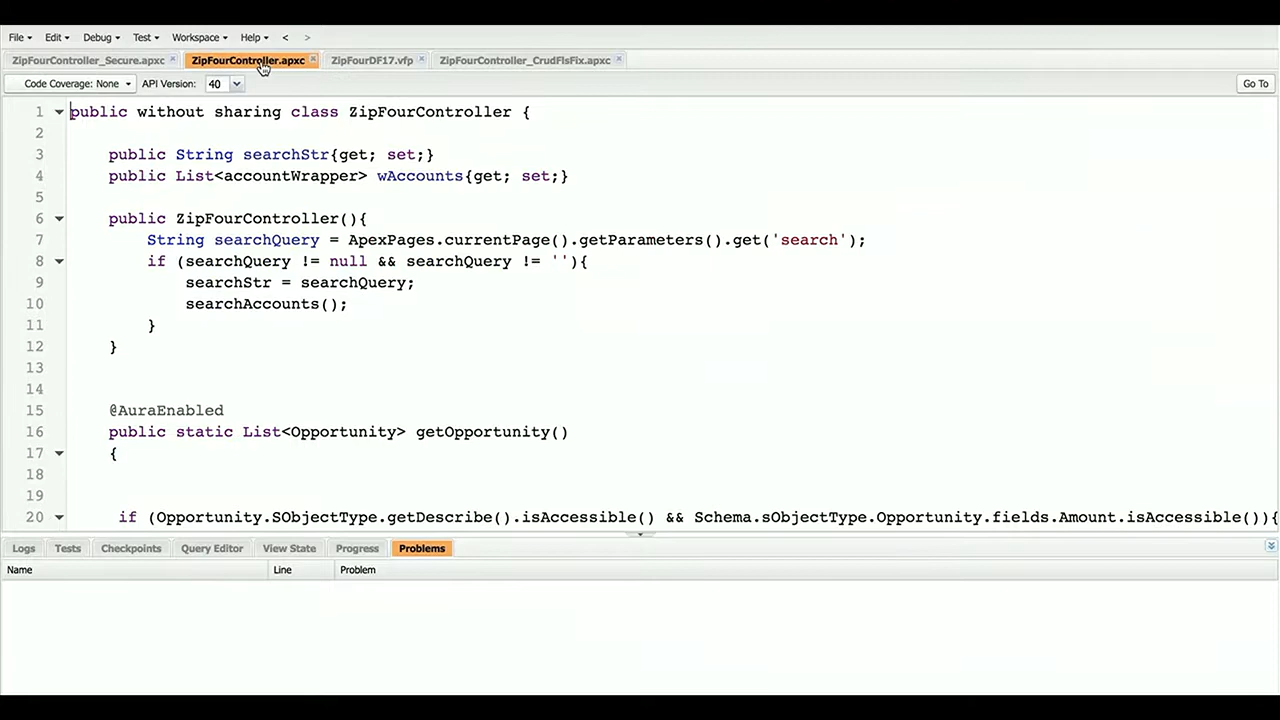 File Edit Debug Test Workspace Help < >
ZipFourController_Secure.apxc ZipFourController.apxc ZipFourDF17.vfp ZipFourController_CrudFlsFix.apxc
Code Coverage: None API Version: 40 Go To
1 public without sharing class ZipFourController {
2
3 public String searchStr{get; set;}
4 public List<accountWrapper> wAccounts{get; set;}
5
6 public ZipFourController(){
7 String searchQuery = ApexPages.currentPage().getParameters().get('search');
8 if (searchQuery != null && searchQuery != ''){
9 searchStr = searchQuery;
10 searchAccounts();
11 }
12 }
13
14
15 @AuraEnabled
16 public static List<Opportunity> getOpportunity()
17 {
18
19
20 if (Opportunity.SObjectType.getDescribe().isAccessible() && Schema.sObjectType.Opportunity.fields.Amount.isAccessible()){
Logs Tests Checkpoints Query Editor View State Progress Problems
Name Line Problem